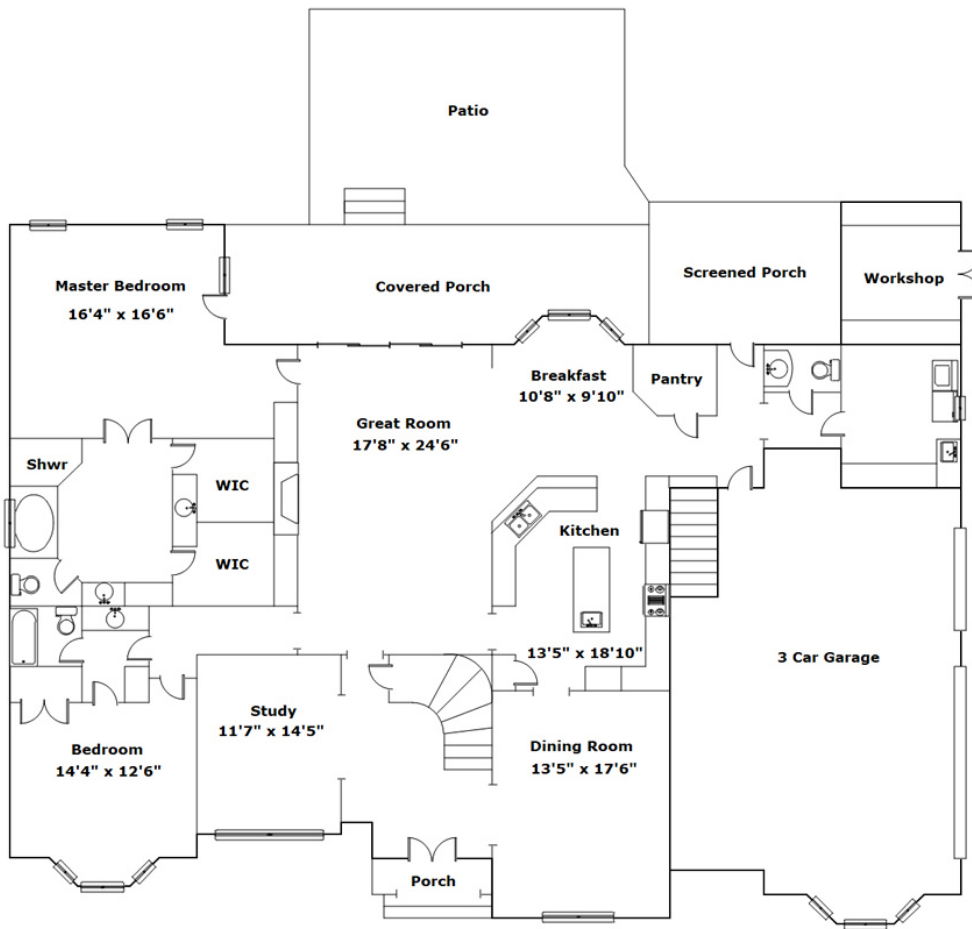 Patio
Master Bedroom
16'4" x 16'6"
Covered Porch
Screened Porch
Workshop
Breakfast
10'8" x 9'10"
Pantry
Great Room
17'8" x 24'6"
Shwr
WIC
Kitchen
WIC
13'5" x 18'10"
3 Car Garage
Study
11'7" x 14'5"
Bedroom
14'4" x 12'6"
Dining Room
13'5" x 17'6"
Porch